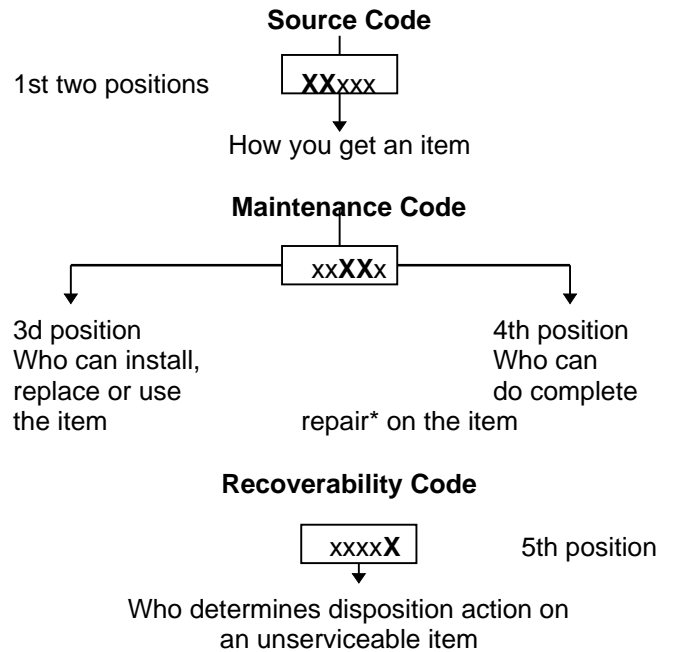 Source Code
1st two positions
XXxxx
How you get an item
Maintenance Code
xxXXx
3d position
Who can install,
replace or use
the item
4th position
Who can
do complete
repair* on the item
Recoverability Code
xxxxX
5th position
Who determines disposition action on
an unserviceable item